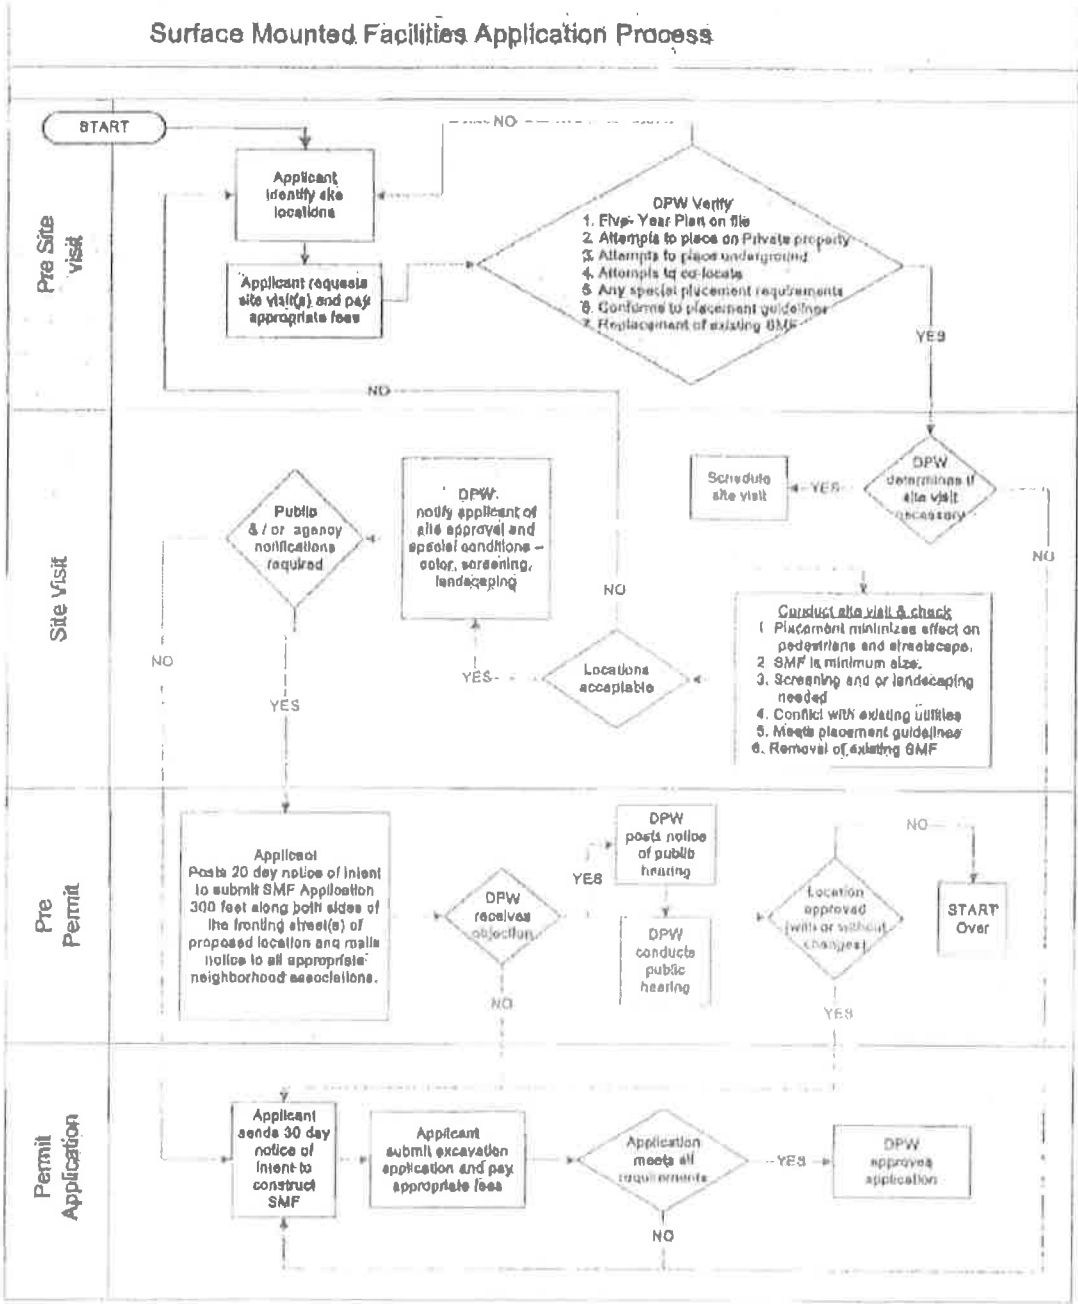 Surface Mounted Facilities Application Process
Pre Site
Visit
START
Applicant
identify site
locations
NO
Applicant requests
site visit(s) and pay
appropriate fees
DPW Verify
1. Five- Year Plan on file
2. Attempts to place on Private property
3. Attempts to place underground
4. Attempts to co-locate
5. Any special placement requirements
6. Conforms to placement guidelines
7. Replacement of existing SMF
YES
NO
Site Visit
Public
& / or agency
notifications
required
DPW
notify applicant of
site approval and
special conditions –
color, screening,
landscaping
Schedule
site visit
YES
DPW
determines if
site visit
necessary
NO
NO
Conduct site visit & check
1. Placement minimizes effect on
pedestrians and streetscape.
2 SMF is minimum size.
3. Screening and or landscaping
needed
4. Conflict with existing utilities
5. Meets placement guidelines
6. Removal of existing SMF
Locations
acceptable
YES
NO
YES
Pre
Permit
Applicant
Posts 20 day notice of intent
to submit SMF Application
300 feet along both sides of
the fronting street(s) of
proposed location and mails
notice to all appropriate
neighborhood associations.
DPW
receives
objection
YES
NO
DPW
posts notice
of public
hearing
DPW
conducts
public
hearing
Location
approved
(with or without
changes)
NO
YES
START
Over
Permit
Application
Applicant
sends 30 day
notice of
intent to
construct
SMF
Applicant
submit excavation
application and pay
appropriate fees
Application
meets all
requirements
YES
NO
DPW
approves
application